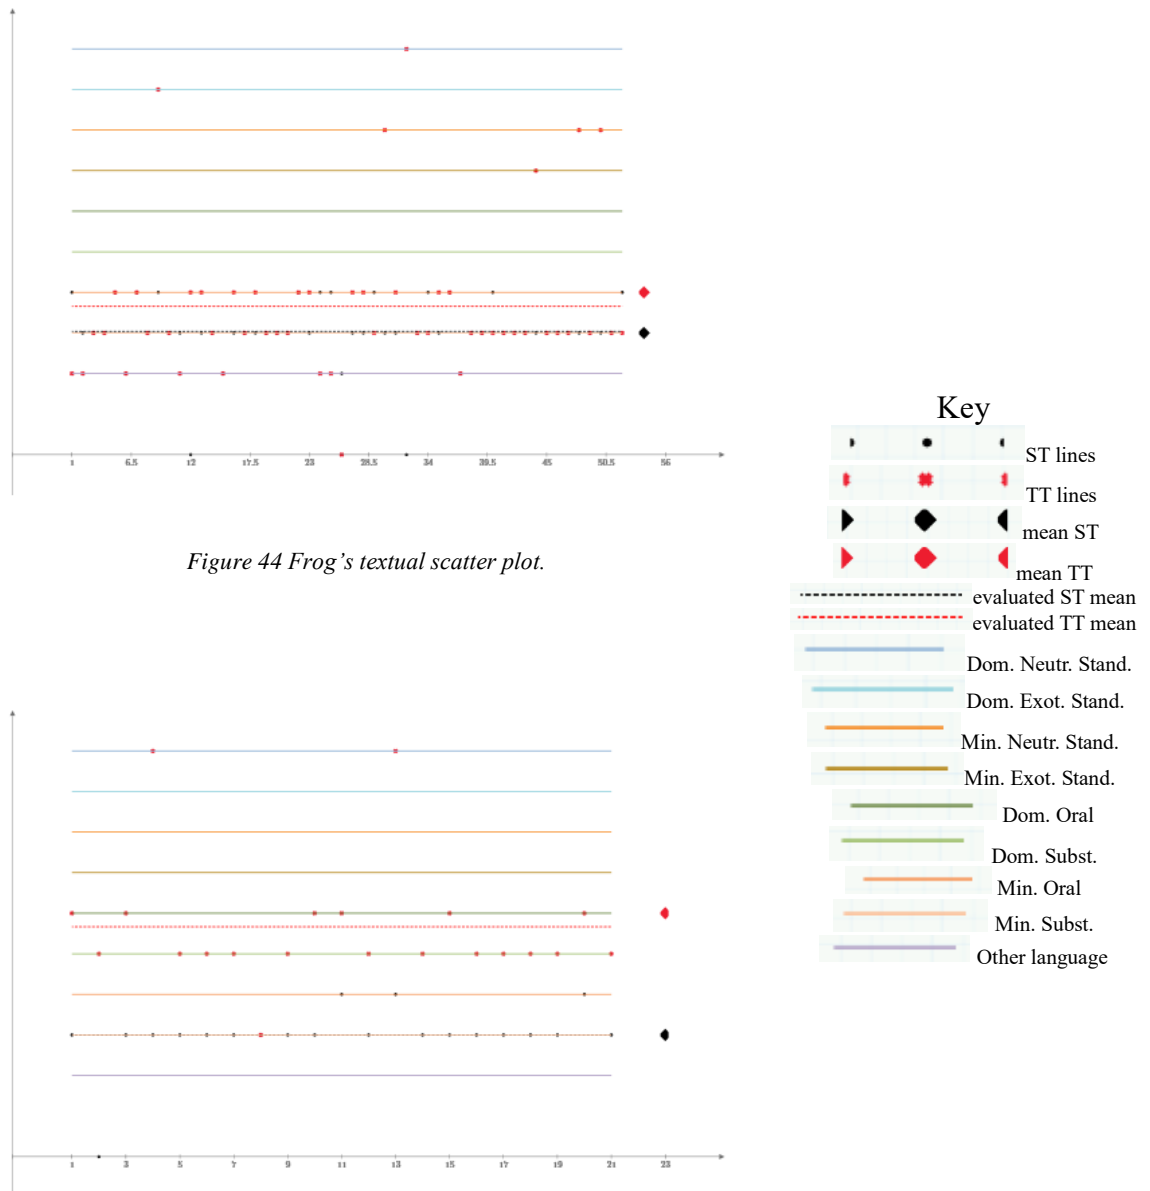 1 6.5 12 17.5 23 28.5 34 39.5 45 50.5 56
Figure 44 Frog's textual scatter plot.
Key
ST lines
TT lines
mean ST
mean TT
evaluated ST mean
evaluated TT mean
Dom. Neutr. Stand.
Dom. Exot. Stand.
Min. Neutr. Stand.
Min. Exot. Stand.
Dom. Oral
Dom. Subst.
Min. Oral
Min. Subst.
Other language
1 3 5 7 9 11 13 15 17 19 21 23